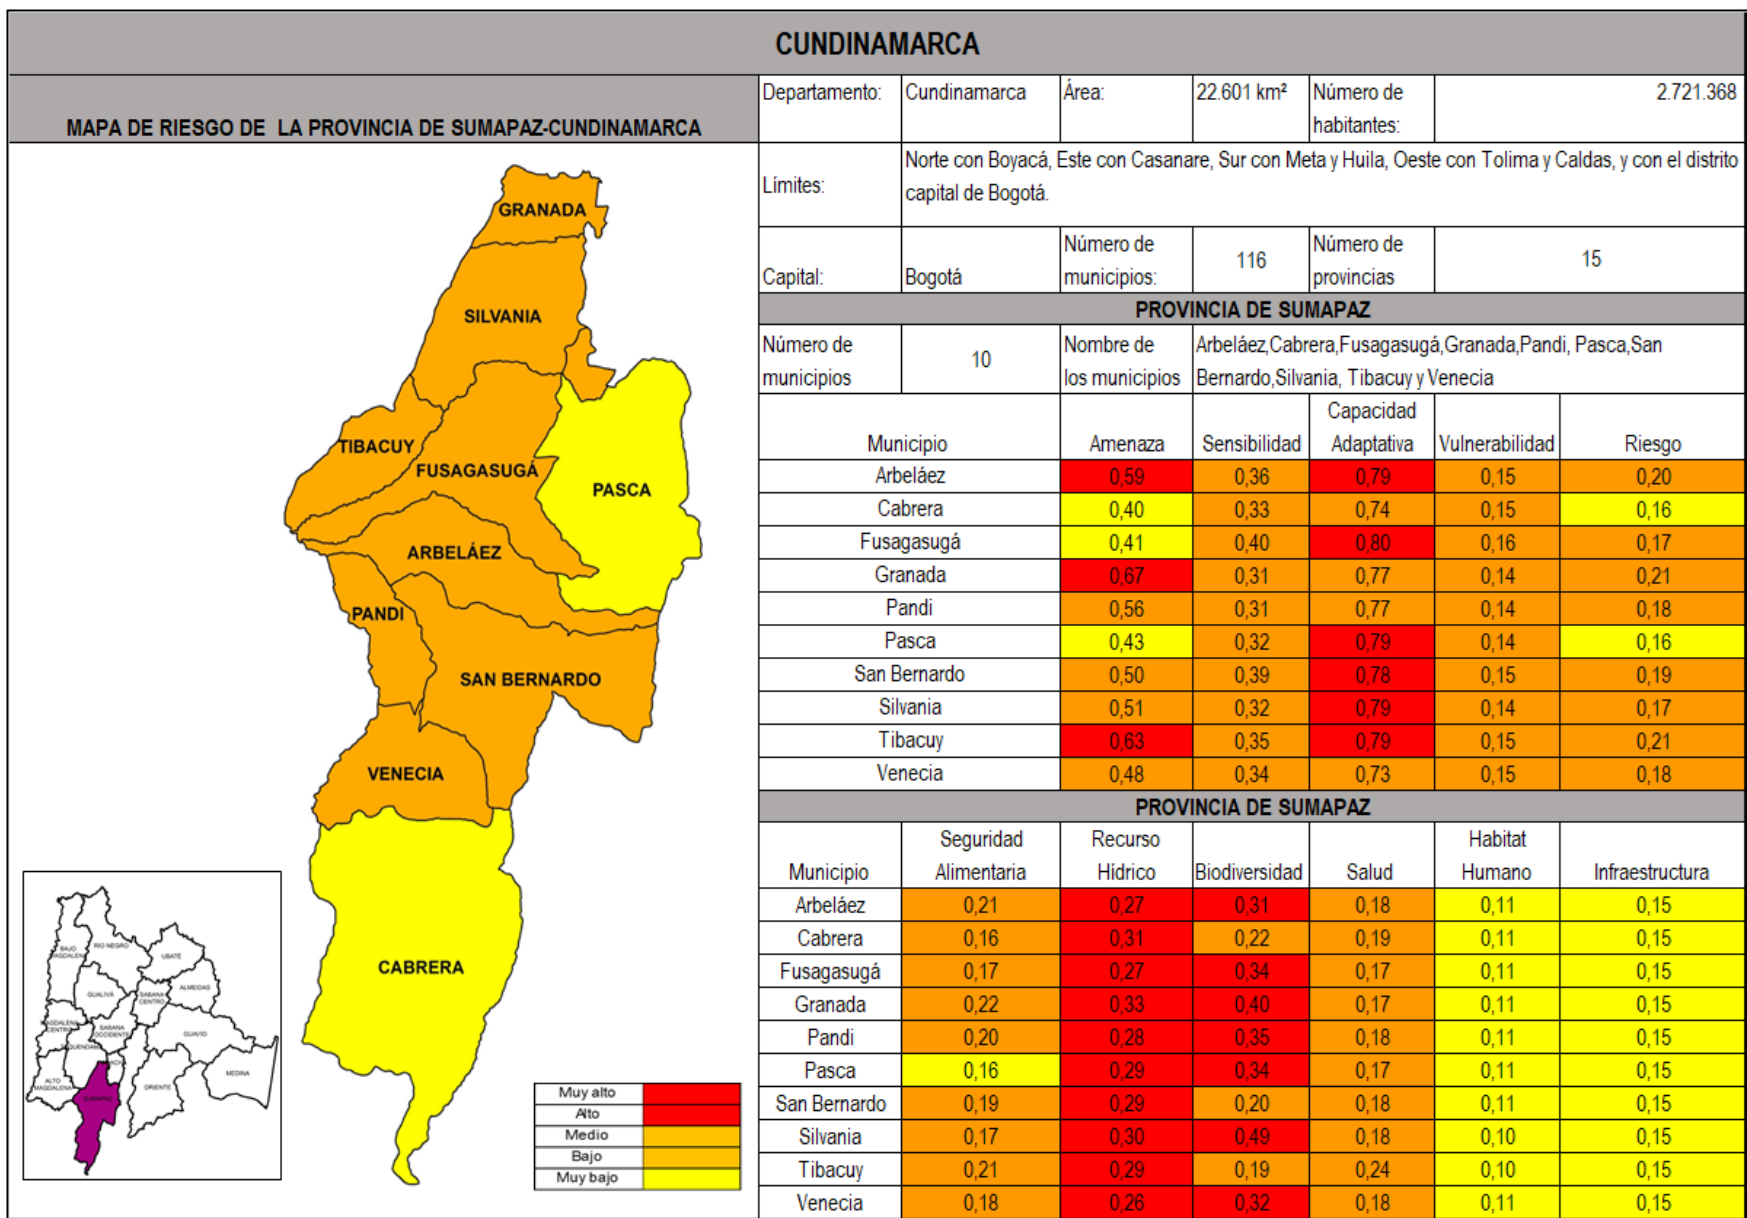 CUNDINAMARCA
MAPA DE RIESGO DE LA PROVINCIA DE SUMAPAZ-CUNDINAMARCA
Departamento: Cundinamarca Área: 22.601 km² Número de habitantes: 2.721.368
Límites: Norte con Boyacá, Este con Casanare, Sur con Meta y Huila, Oeste con Tolima y Caldas, y con el distrito
capital de Bogotá.
Capital: Bogotá Número de municipios: 116 Número de provincias 15
PROVINCIA DE SUMAPAZ
Número de municipios 10 Nombre de los municipios Arbeláez,Cabrera,Fusagasugá,Granada,Pandi, Pasca,San
Bernardo,Silvania, Tibacuy y Venecia
Municipio Amenaza Sensibilidad Capacidad Adaptativa Vulnerabilidad Riesgo
Arbeláez 0,59 0,36 0,79 0,15 0,20
Cabrera 0,40 0,33 0,74 0,15 0,16
Fusagasugá 0,41 0,40 0,80 0,16 0,17
Granada 0,67 0,31 0,77 0,14 0,21
Pandi 0,56 0,31 0,77 0,14 0,18
Pasca 0,43 0,32 0,79 0,14 0,16
San Bernardo 0,50 0,39 0,78 0,15 0,19
Silvania 0,51 0,32 0,79 0,14 0,17
Tibacuy 0,63 0,35 0,79 0,15 0,21
Venecia 0,48 0,34 0,73 0,15 0,18
PROVINCIA DE SUMAPAZ
Municipio Seguridad Alimentaria Recurso Hídrico Biodiversidad Salud Habitat Humano Infraestructura
Arbeláez 0,21 0,27 0,31 0,18 0,11 0,15
Cabrera 0,16 0,31 0,22 0,19 0,11 0,15
Fusagasugá 0,17 0,27 0,34 0,17 0,11 0,15
Granada 0,22 0,33 0,40 0,17 0,11 0,15
Pandi 0,20 0,28 0,35 0,18 0,11 0,15
Pasca 0,16 0,29 0,34 0,17 0,11 0,15
San Bernardo 0,19 0,29 0,20 0,18 0,11 0,15
Silvania 0,17 0,30 0,49 0,18 0,10 0,15
Tibacuy 0,21 0,29 0,19 0,24 0,10 0,15
Venecia 0,18 0,26 0,32 0,18 0,11 0,15
GRANADA
SILVANIA
TIBACUY
FUSAGASUGÁ
PASCA
ARBELÁEZ
PANDI
SAN BERNARDO
VENECIA
CABRERA
Muy alto
Alto
Medio
Bajo
Muy bajo
BAJO
RIO NEGRO
UBATÉ
GUALIVÁ
SABANA
CENTRO
ALMEIDAS
CENTRO
SABANA
OCCIDENTE
GUAVIO
ALTO
MAGDALENA
ORIENTE
MEDINA
SUMAPAZ